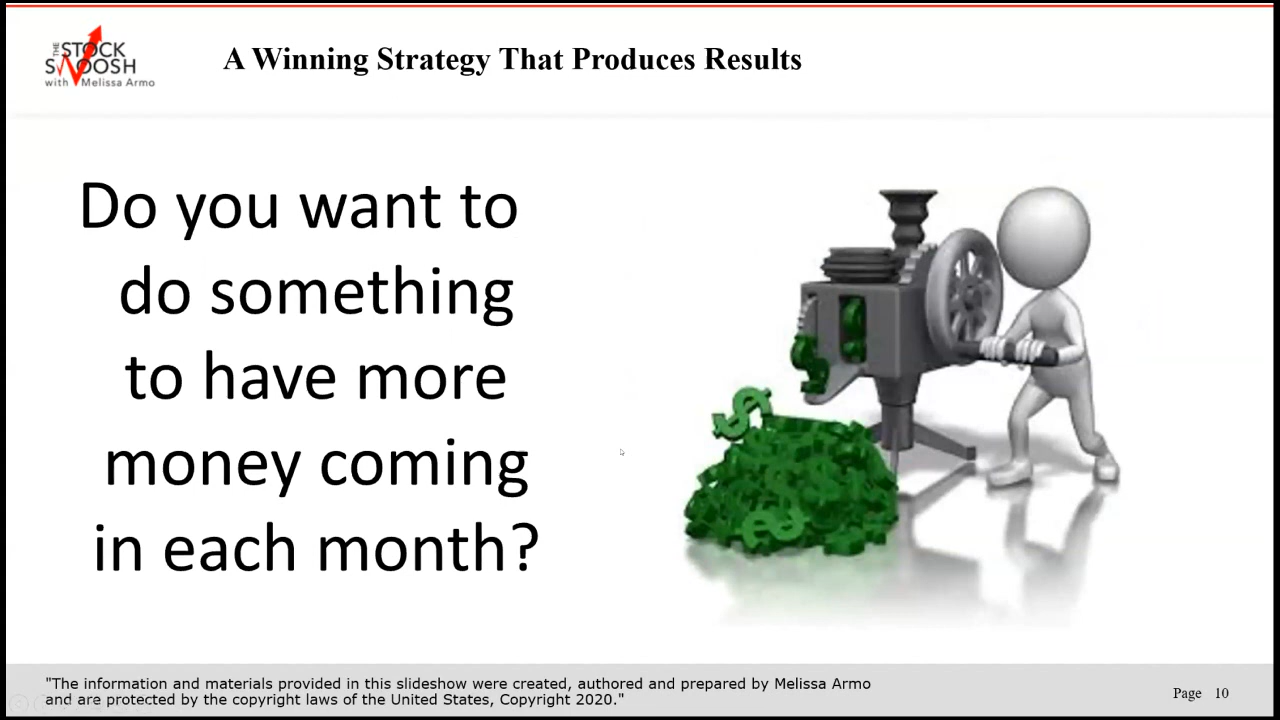 THE
STOCK
SWOOSH
with Melissa Armo
A Winning Strategy That Produces Results
Do you want to
do something
to have more
money coming
in each month?
"The information and materials provided in this slideshow were created, authored and prepared by Melissa Armo
and are protected by the copyright laws of the United States, Copyright 2020."
Page 10